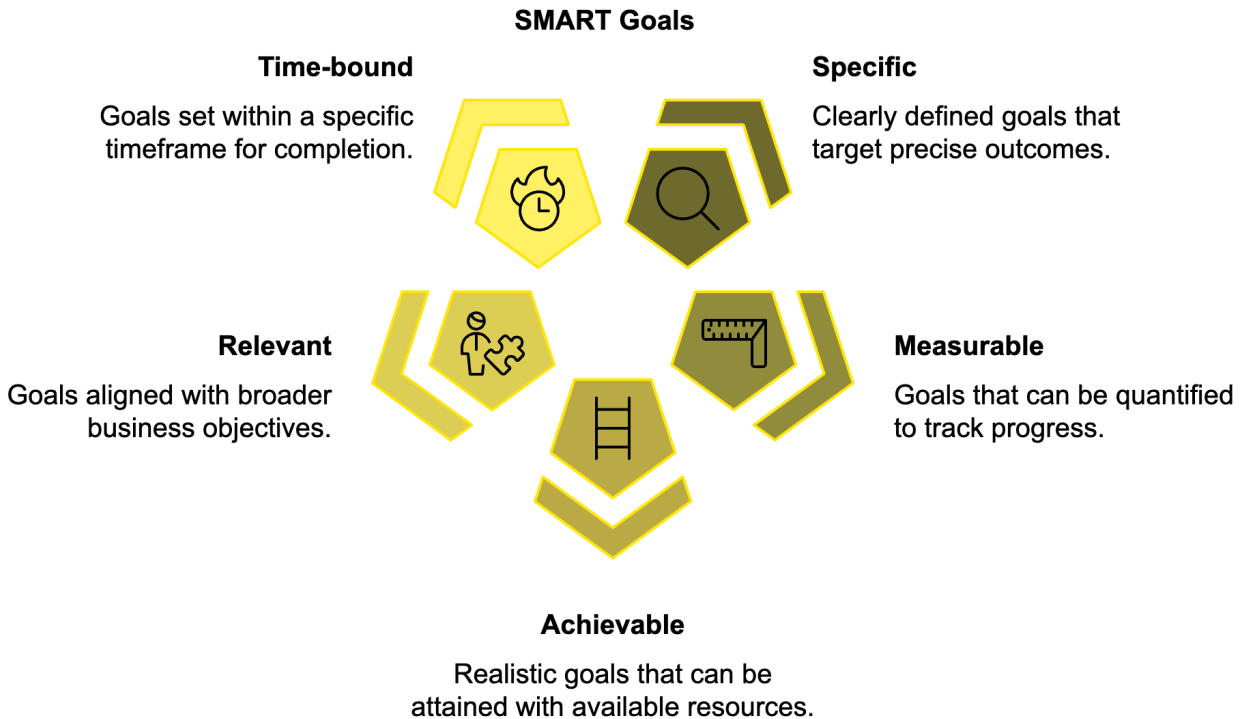 SMART Goals
Specific
Clearly defined goals that
target precise outcomes.
Measurable
Goals that can be quantified
to track progress.
Achievable
Realistic goals that can be
attained with available resources.
Relevant
Goals aligned with broader
business objectives.
Time-bound
Goals set within a specific
timeframe for completion.